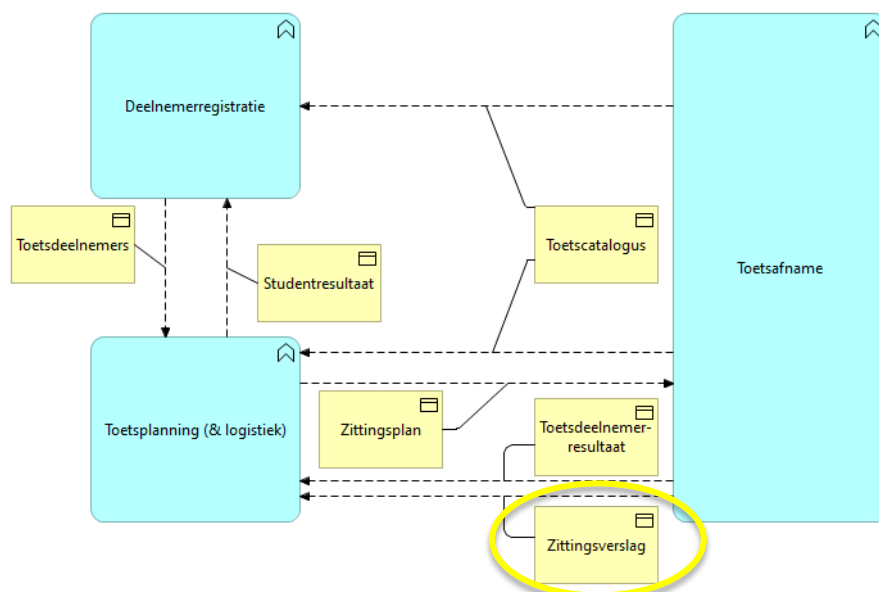 Deelnemerregistratie
Toetsdeelnemers
Studentresultaat
Toetscatalogus
Toetsafname
Toetsplanning (& logistiek)
Zittingsplan
Toetsdeelnemer-
resultaat
Zittingsverslag